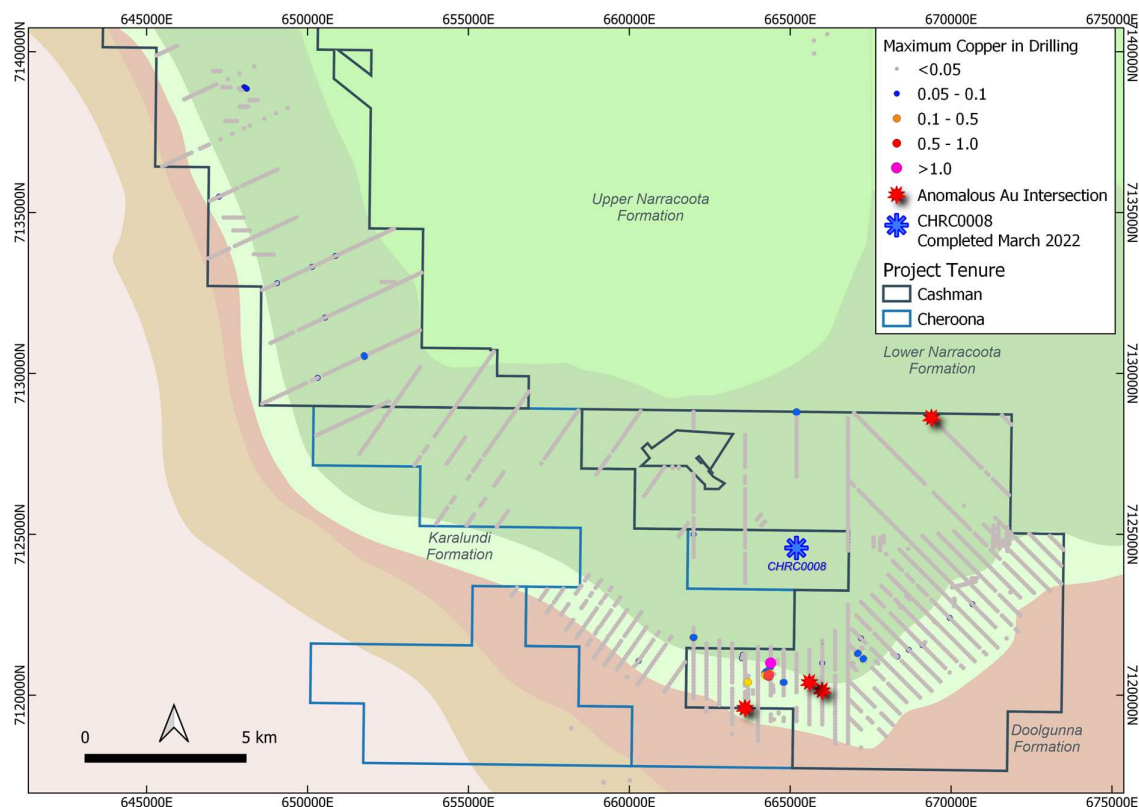 645000E 650000E 655000E 660000E 665000E 670000E 675000E
7140000N
7140000N
Maximum Copper in Drilling
<0.05
0.05 - 0.1
0.1 - 0.5
0.5 - 1.0
>1.0
Anomalous Au Intersection
CHRC0008
Completed March 2022
Project Tenure
Cashman
Cheroona
7135000N
7135000N
Upper Narracoota
Formation
Lower Narracoota
Formation
7130000N
7130000N
7125000N
7125000N
Karalundi
Formation
CHRC0008
7120000N
7120000N
Doolgunna
Formation
0 5 km
645000E 650000E 655000E 660000E 665000E 670000E 675000E